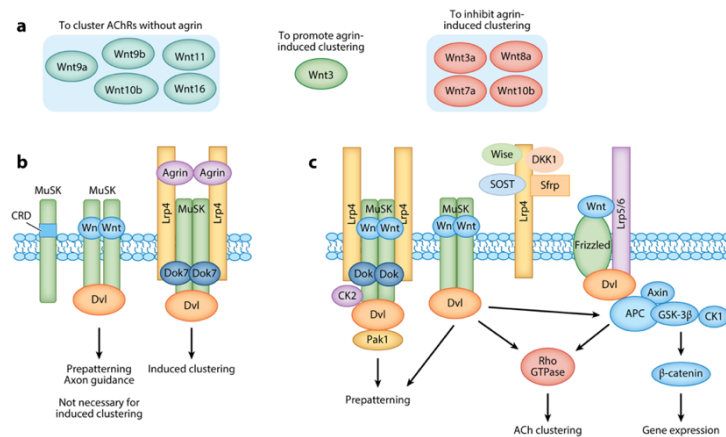 a
To cluster AChRs without agrin
Wnt9a
Wnt9b
Wnt11
Wnt10b
Wnt16
To promote agrin-
induced clustering
Wnt3
To inhibit agrin-
induced clustering
Wnt3a
Wnt8a
Wnt7a
Wnt10b
b
MuSK
CRD
MuSK
Wn
Wnt
Dvl
Prepatterning
Axon guidance
Not necessary for
induced clustering
Lrp4
Agrin
Agrin
Lrp4
MuSK
Dok7
Dok7
Dvl
Induced clustering
c
Lrp4
Lrp4
MuSK
Wn
Wnt
Dok
Dok
CK2
Dvl
Pak1
Prepatterning
MuSK
Wn
Wnt
Dvl
Wise
DKK1
SOST
Sfrp
Lrp4
Wnt
Frizzled
Lrp5/6
Dvl
Axin
APC
GSK-3β
CK1
Rho
GTPase
β-catenin
ACh clustering
Gene expression